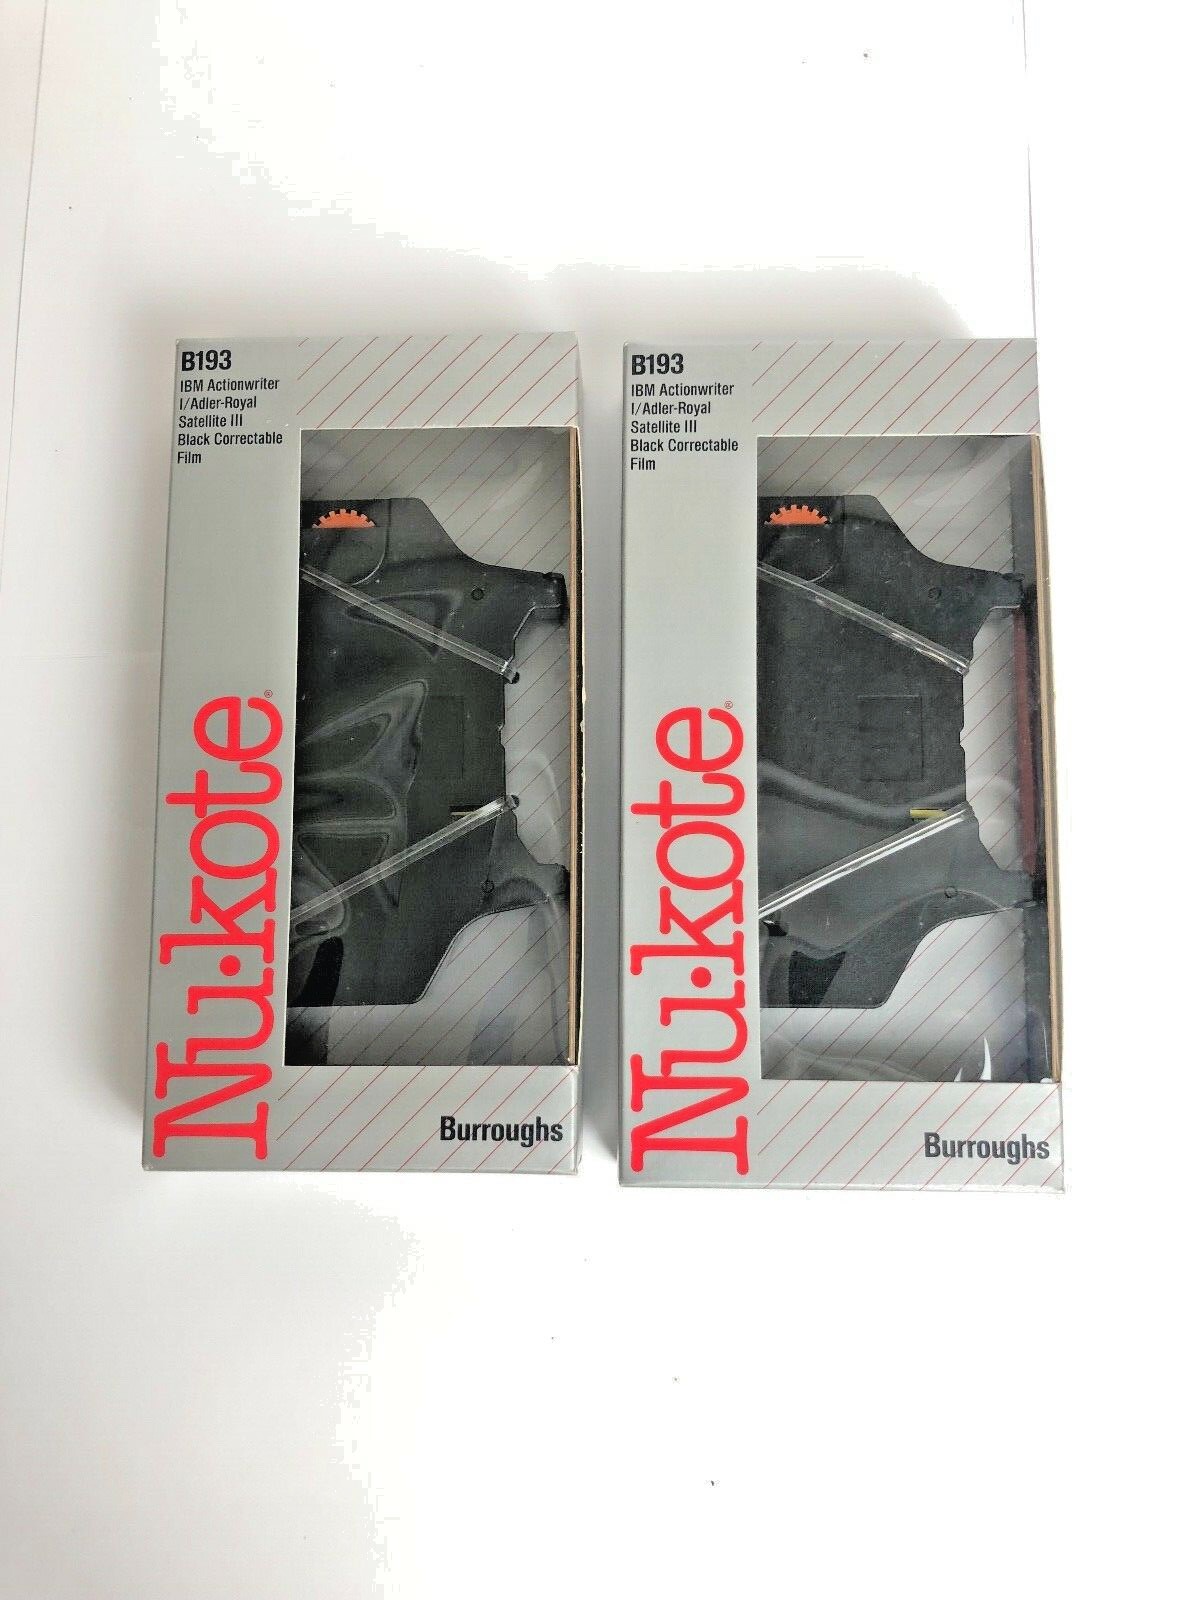 B193
IBM Actionwriter
I/Adler-Royal
Satellite III
Black Correctable
Film
Nu·kote®
Burroughs
B193
IBM Actionwriter
I/Adler-Royal
Satellite III
Black Correctable
Film
Nu·kote®
Burroughs